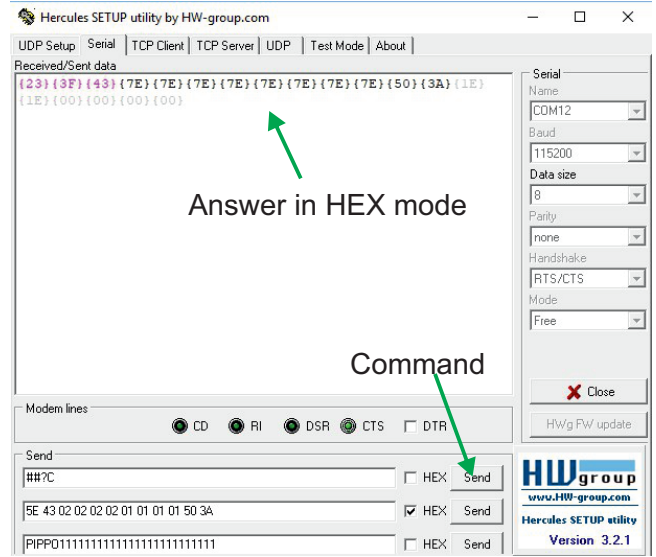 Hercules SETUP utility by HW-group.com
UDP Setup Serial TCP Client TCP Server UDP Test Mode About
Received/Sent data
{23}{3F}{43}{7E}{7E}{7E}{7E}{7E}{7E}{7E}{7E}{50}{3A}{1E}
{1E}{00}{00}{00}{00}
Answer in HEX mode
Command
Serial
Name
COM12
Baud
115200
Data size
8
Parity
none
Handshake
RTS/CTS
Mode
Free
Close
HWg FW update
Modem lines
CD RI DSR CTS DTR
Send
##?C HEX Send
5E 43 02 02 02 02 01 01 01 01 50 3A HEX Send
PIPPO1111111111111111111111111 HEX Send
HWgroup
www.HW-group.com
Hercules SETUP utility
Version 3.2.1